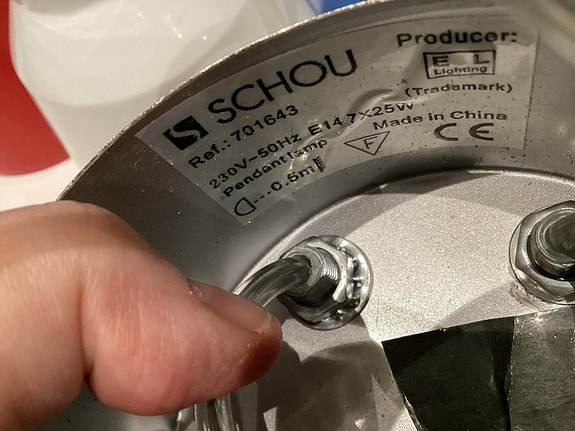 SCHOU
Ref.: 701643
230V~50Hz E14 7X25W
Pendantlamp
0.5m
F
Producer:
E L
Lighting
(Trademark)
Made in China
CE